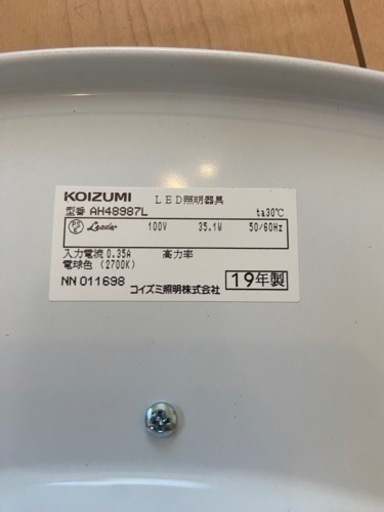 KOIZUMI LED照明器具
型番 AH48987L ta30℃
Leader 100V 35.1W 50/60Hz
入力電流0.35A 高力率
電球色 (2700K)
NN 011698 コイズミ照明株式会社 19年製